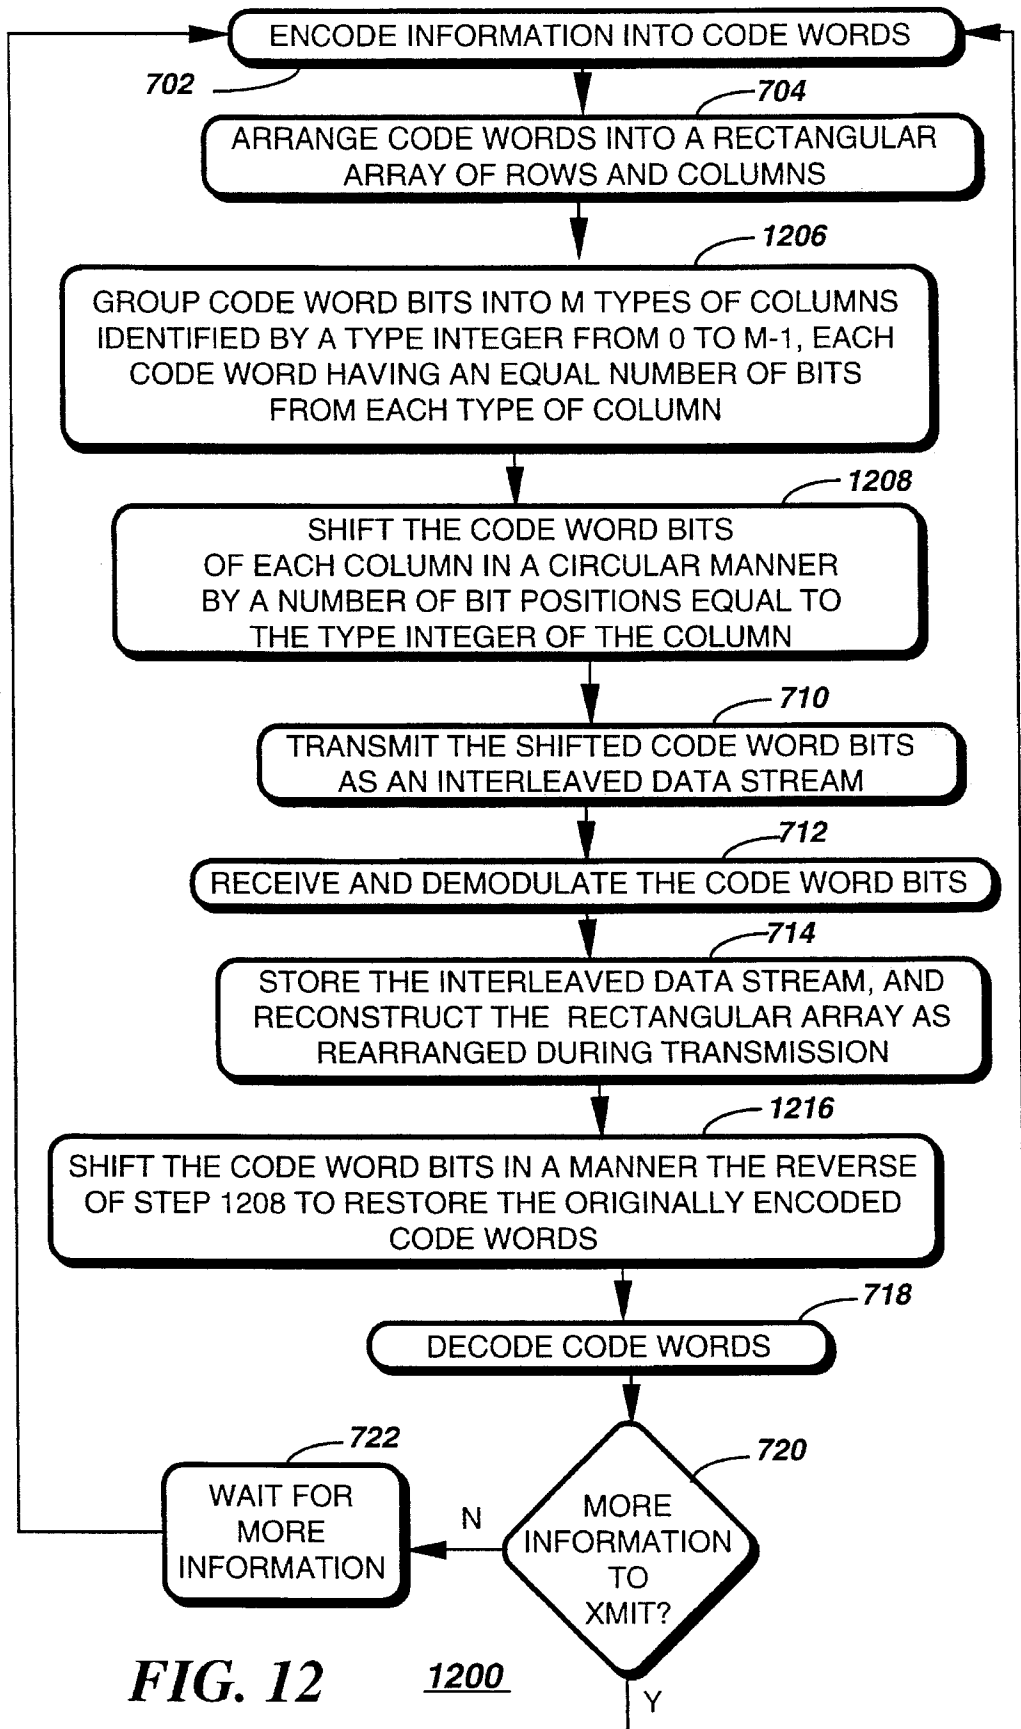 ENCODE INFORMATION INTO CODE WORDS
702
704
ARRANGE CODE WORDS INTO A RECTANGULAR
ARRAY OF ROWS AND COLUMNS
1206
GROUP CODE WORD BITS INTO M TYPES OF COLUMNS
IDENTIFIED BY A TYPE INTEGER FROM 0 TO M-1, EACH
CODE WORD HAVING AN EQUAL NUMBER OF BITS
FROM EACH TYPE OF COLUMN
1208
SHIFT THE CODE WORD BITS
OF EACH COLUMN IN A CIRCULAR MANNER
BY A NUMBER OF BIT POSITIONS EQUAL TO
THE TYPE INTEGER OF THE COLUMN
710
TRANSMIT THE SHIFTED CODE WORD BITS
AS AN INTERLEAVED DATA STREAM
712
RECEIVE AND DEMODULATE THE CODE WORD BITS
714
STORE THE INTERLEAVED DATA STREAM, AND
RECONSTRUCT THE RECTANGULAR ARRAY AS
REARRANGED DURING TRANSMISSION
1216
SHIFT THE CODE WORD BITS IN A MANNER THE REVERSE
OF STEP 1208 TO RESTORE THE ORIGINALLY ENCODED
CODE WORDS
718
DECODE CODE WORDS
720
MORE
INFORMATION
TO
XMIT?
N
722
WAIT FOR
MORE
INFORMATION
Y
FIG. 12
1200